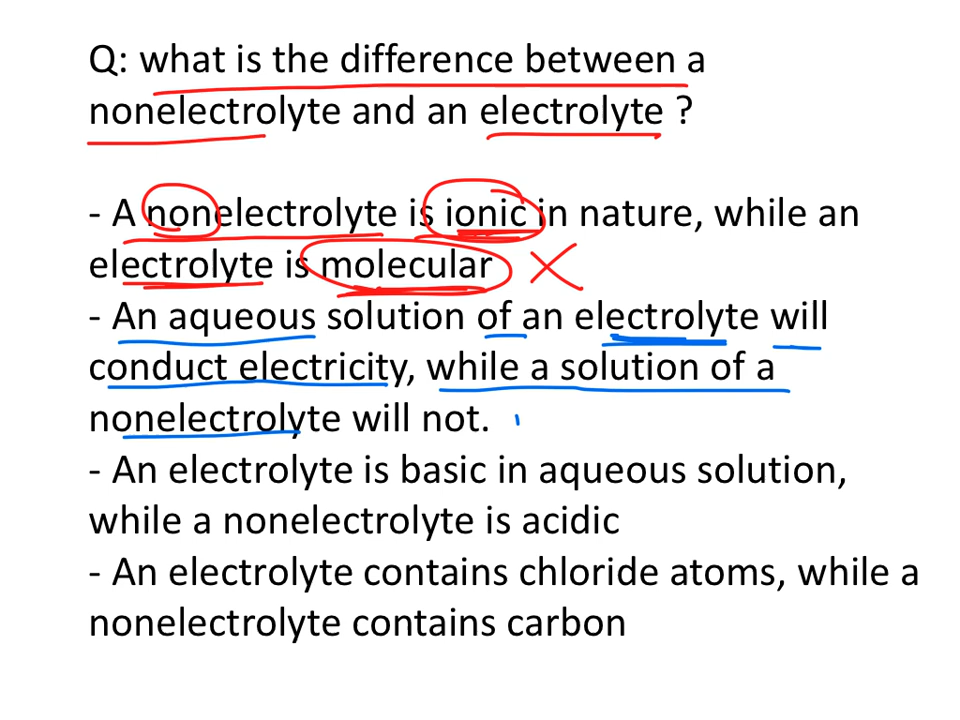 Q: what is the difference between a
nonelectrolyte and an electrolyte ?
- A nonelectrolyte is ionic in nature, while an
electrolyte is molecular
- An aqueous solution of an electrolyte will
conduct electricity, while a solution of a
nonelectrolyte will not.
- An electrolyte is basic in aqueous solution,
while a nonelectrolyte is acidic
- An electrolyte contains chloride atoms, while a
nonelectrolyte contains carbon